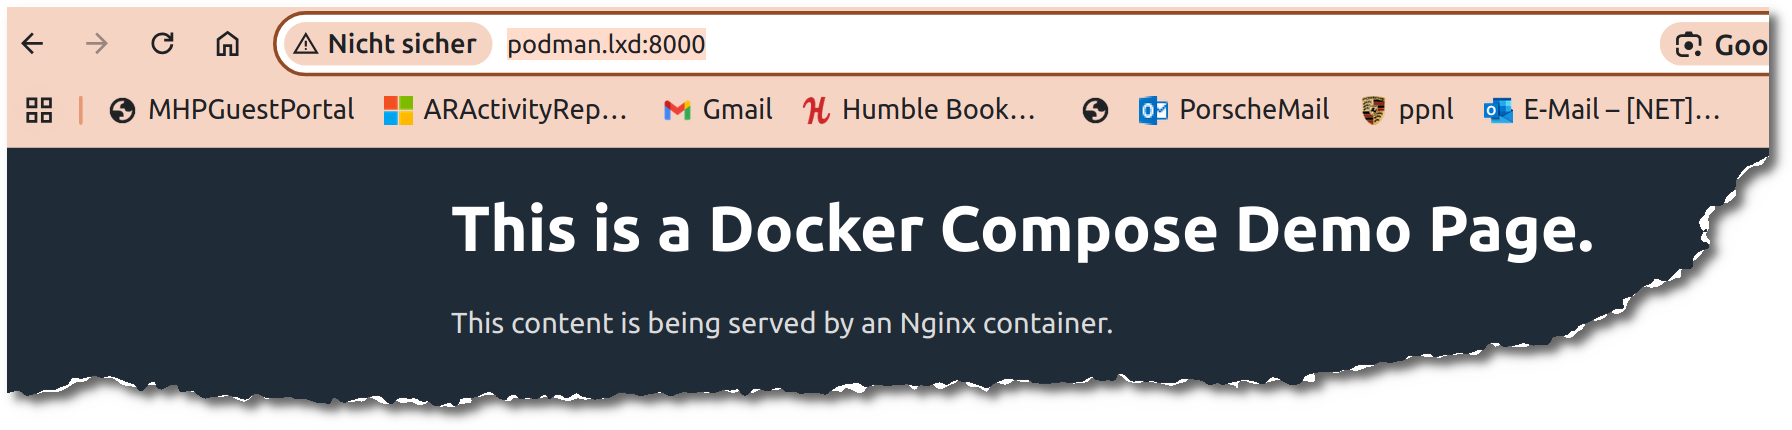 Nicht sicher podman.lxd:8000 Goo
MHPGuestPortal ARActivityRep... Gmail Humble Book... PorscheMail ppnl E-Mail – [NET]...
This is a Docker Compose Demo Page.
This content is being served by an Nginx container.